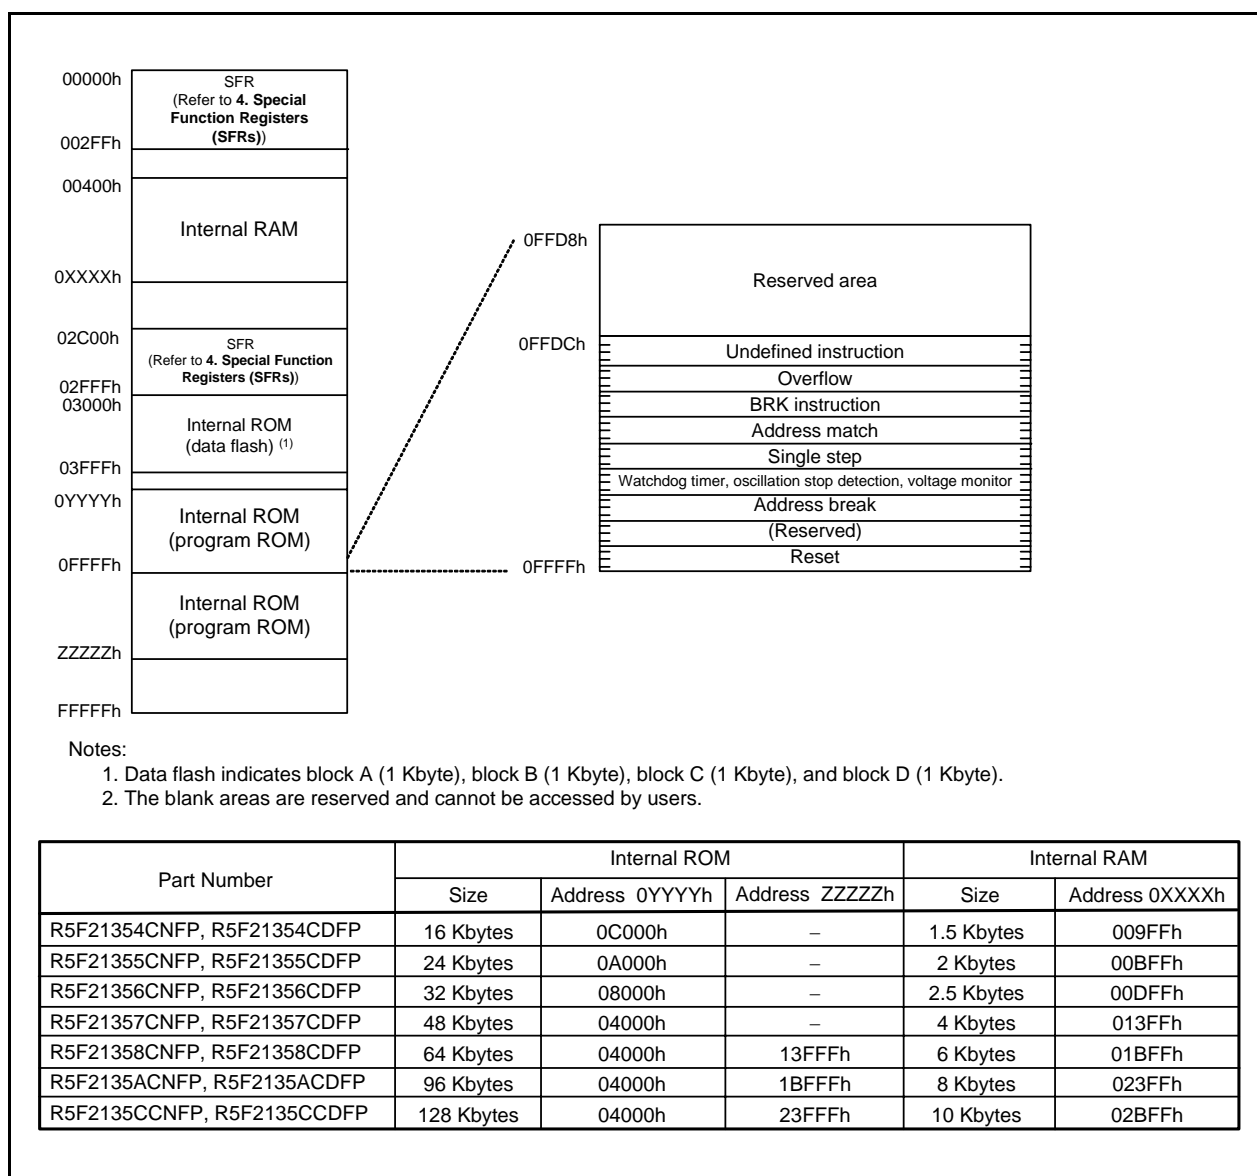 00000h
SFR
(Refer to 4. Special
Function Registers
(SFRs))
002FFh
00400h
Internal RAM
0XXXXh
02C00h
SFR
(Refer to 4. Special Function
Registers (SFRs))
02FFFh
03000h
Internal ROM
(data flash) (1)
03FFFh
0YYYYh
Internal ROM
(program ROM)
0FFFFh
Internal ROM
(program ROM)
ZZZZZh
FFFFFh
0FFD8h
Reserved area
0FFDCh
Undefined instruction
Overflow
BRK instruction
Address match
Single step
Watchdog timer, oscillation stop detection, voltage monitor
Address break
(Reserved)
Reset
0FFFFh
Notes:
1. Data flash indicates block A (1 Kbyte), block B (1 Kbyte), block C (1 Kbyte), and block D (1 Kbyte).
2. The blank areas are reserved and cannot be accessed by users.
Part Number Internal ROM Internal RAM
Size Address 0YYYYh Address ZZZZZh Size Address 0XXXXh
R5F21354CNFP, R5F21354CDFP 16 Kbytes 0C000h – 1.5 Kbytes 009FFh
R5F21355CNFP, R5F21355CDFP 24 Kbytes 0A000h – 2 Kbytes 00BFFh
R5F21356CNFP, R5F21356CDFP 32 Kbytes 08000h – 2.5 Kbytes 00DFFh
R5F21357CNFP, R5F21357CDFP 48 Kbytes 04000h – 4 Kbytes 013FFh
R5F21358CNFP, R5F21358CDFP 64 Kbytes 04000h 13FFFh 6 Kbytes 01BFFh
R5F2135ACNFP, R5F2135ACDFP 96 Kbytes 04000h 1BFFFh 8 Kbytes 023FFh
R5F2135CCNFP, R5F2135CCDFP 128 Kbytes 04000h 23FFFh 10 Kbytes 02BFFh